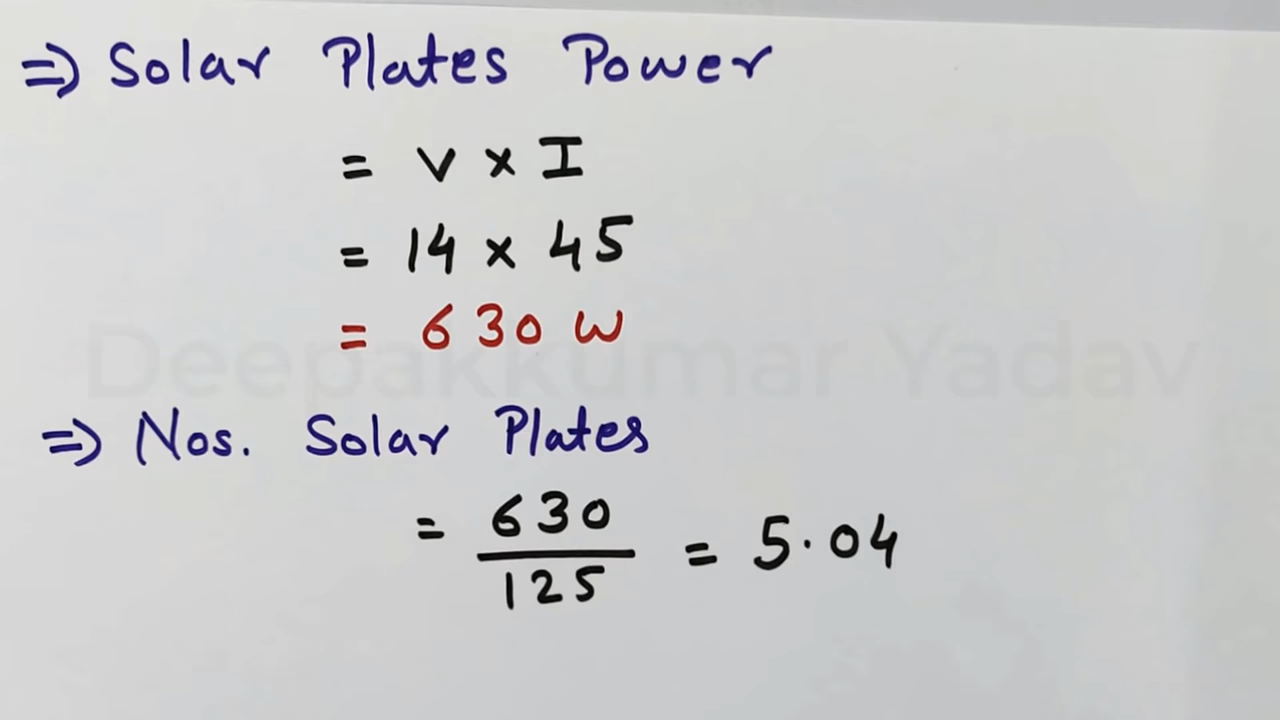 ⇒ Solar Plates Power
= V × I
= 14 × 45
= 630 W
Deepakkumar Yadav
⇒ Nos. Solar Plates
= 630/125 = 5.04